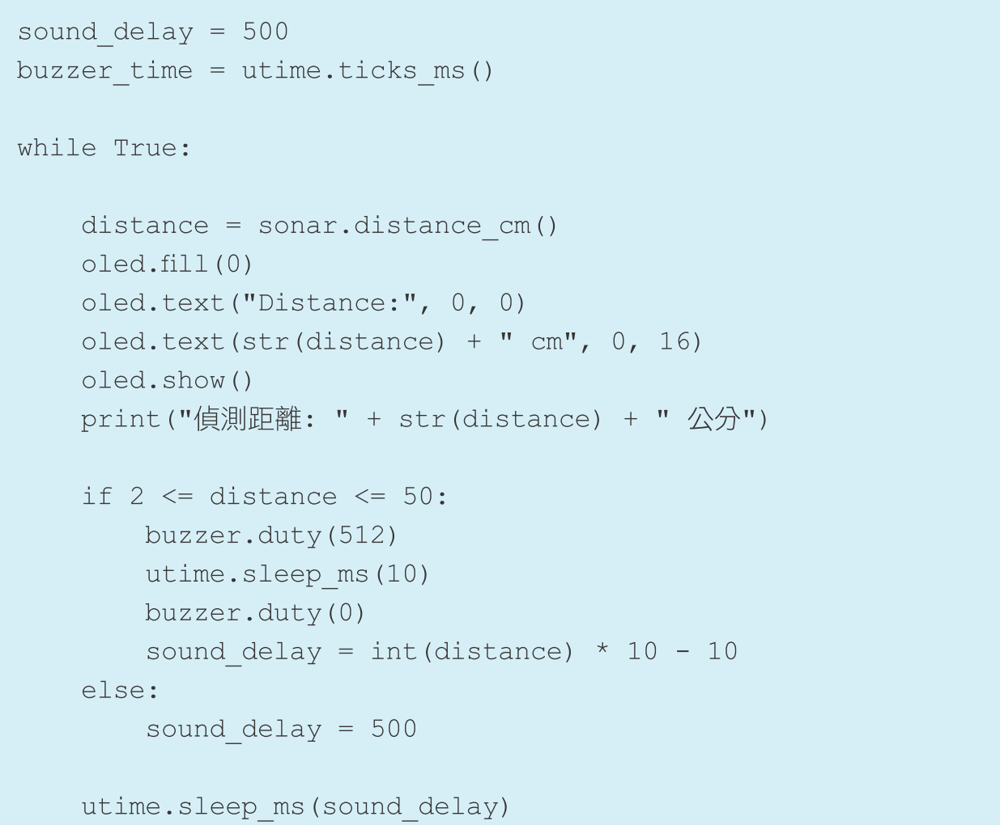 sound_delay = 500
buzzer_time = utime.ticks_ms()
while True:
    distance = sonar.distance_cm()
    oled.fill(0)
    oled.text("Distance:", 0, 0)
    oled.text(str(distance) + " cm", 0, 16)
    oled.show()
    print("偵測距離: " + str(distance) + " 公分")
    if 2 <= distance <= 50:
        buzzer.duty(512)
        utime.sleep_ms(10)
        buzzer.duty(0)
        sound_delay = int(distance) * 10 - 10
    else:
        sound_delay = 500
    utime.sleep_ms(sound_delay)